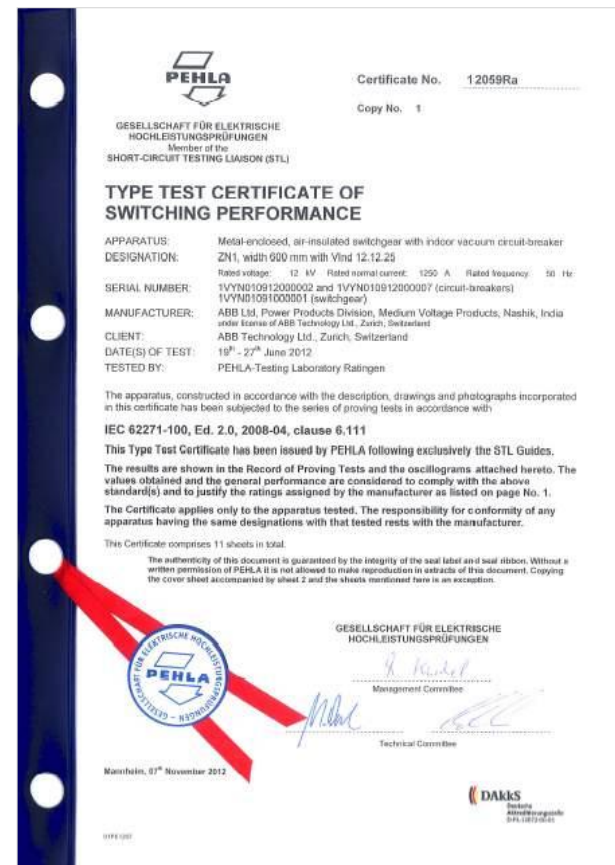 PEHLA
Certificate No. 12059Ra
Copy No. 1
GESELLSCHAFT FÜR ELEKTRISCHE
HOCHLEISTUNGSPRÜFUNGEN
Member of the
SHORT-CIRCUIT TESTING LIAISON (STL)
TYPE TEST CERTIFICATE OF
SWITCHING PERFORMANCE
APPARATUS: Metal-enclosed, air-insulated switchgear with indoor vacuum circuit-breaker
DESIGNATION: ZN1, width 600 mm with Vlnd 12.12.25
Rated voltage: 12 kV Rated normal current: 1250 A Rated frequency 50 Hz
SERIAL NUMBER: 1VYN010912000002 and 1VYN010912000007 (circuit-breakers)
1VYN01091000001 (switchgear)
MANUFACTURER: ABB Ltd, Power Products Division, Medium Voltage Products, Nashik, India
under license of ABB Technology Ltd., Zurich, Switzerland
CLIENT: ABB Technology Ltd., Zurich, Switzerland
DATE(S) OF TEST: 19th - 27th June 2012
TESTED BY: PEHLA-Testing Laboratory Ratingen
The apparatus, constructed in accordance with the description, drawings and photographs incorporated
in this certificate has been subjected to the series of proving tests in accordance with
IEC 62271-100, Ed. 2.0, 2008-04, clause 6.111
This Type Test Certificate has been issued by PEHLA following exclusively the STL Guides.
The results are shown in the Record of Proving Tests and the oscillograms attached hereto. The
values obtained and the general performance are considered to comply with the above
standard(s) and to justify the ratings assigned by the manufacturer as listed on page No. 1.
The Certificate applies only to the apparatus tested. The responsibility for conformity of any
apparatus having the same designations with that tested rests with the manufacturer.
This Certificate comprises 11 sheets in total.
The authenticity of this document is guaranteed by the integrity of the seal label and seal ribbon. Without a
written permission of PEHLA it is not allowed to make reproduction in extracts of this document. Copying
the cover sheet accompanied by sheet 2 and the sheets mentioned here is an exception.
GESELLSCHAFT FÜR ELEKTRISCHE
HOCHLEISTUNGSPRÜFUNGEN
Management Committee
GESELLSCHAFT FÜR ELEKTRISCHE HOCHLEISTUNGSPRÜFUNGEN
PEHLA
Technical Committee
Mannheim, 07th November 2012
DAkkS
Deutsche
Akkreditierungsstelle